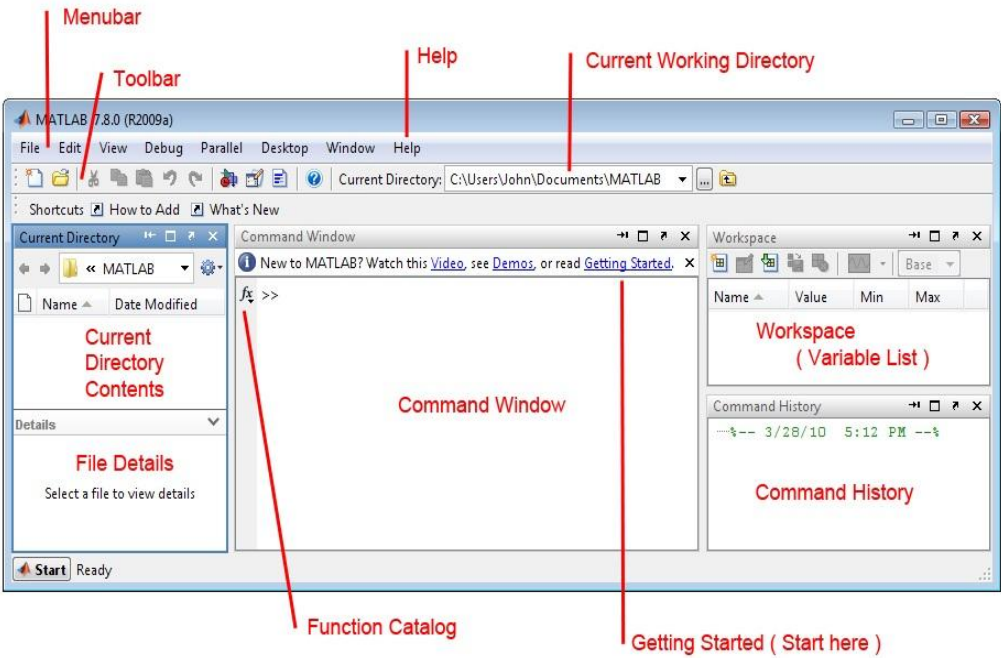 Menubar
Help
Current Working Directory
Toolbar
MATLAB 7.8.0 (R2009a)
File Edit View Debug Parallel Desktop Window Help
Current Directory: C:\Users\John\Documents\MATLAB ...
Shortcuts How to Add What's New
Current Directory
« MATLAB
Name Date Modified
Current
Directory
Contents
Details
File Details
Select a file to view details
Command Window
New to MATLAB? Watch this Video, see Demos, or read Getting Started.
fx >>
Command Window
Workspace
Base
Name Value Min Max
Workspace
( Variable List )
Command History
%-- 3/28/10 5:12 PM --%
Command History
Start Ready
Function Catalog
Getting Started ( Start here )